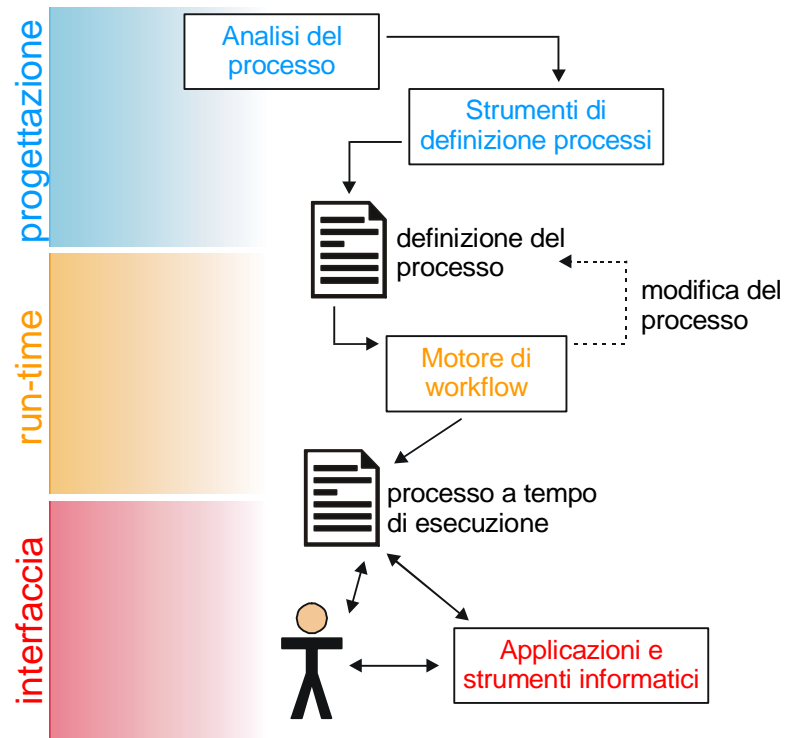 progettazione
Analisi del
processo
Strumenti di
definizione processi
definizione del
processo
modifica del
processo
run-time
Motore di
workflow
processo a tempo
di esecuzione
interfaccia
Applicazioni e
strumenti informatici